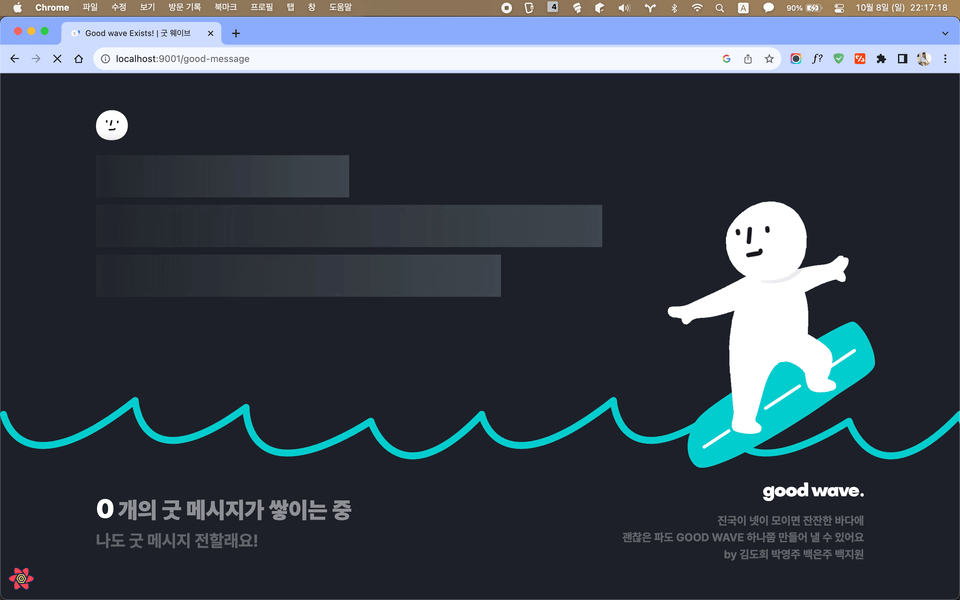 Chrome 파일 수정 보기 방문 기록 북마크 프로필 탭 창 도움말 4 A 90% 10월 8일 (일) 22:17:18
Good wave Exists! | 굿 웨이브
localhost:9001/good-message
0 개의 굿 메시지가 쌓이는 중
나도 굿 메시지 전할래요!
good wave.
진국이 넷이 모이면 잔잔한 바다에
괜찮은 파도 GOOD WAVE 하나쯤 만들어 낼 수 있어요
by 김도희 박영주 백은주 백지원